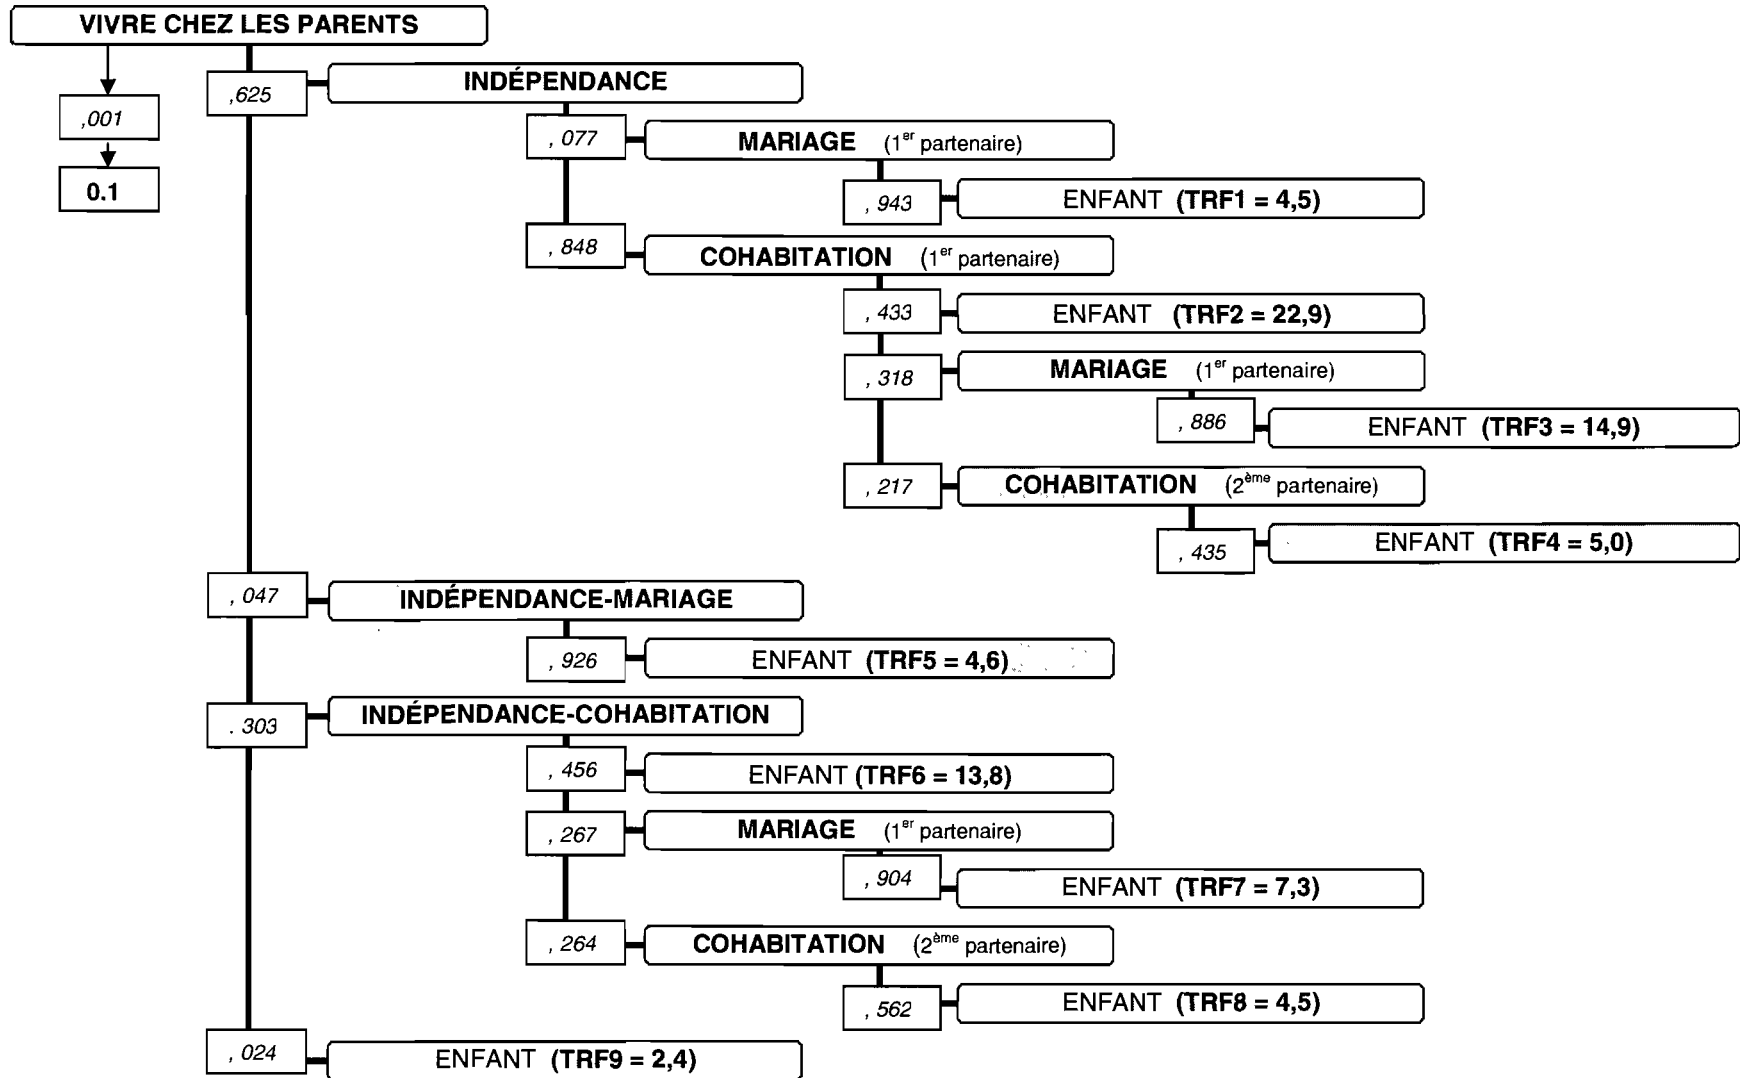 VIVRE CHEZ LES PARENTS
,001
0.1
,625
INDÉPENDANCE
, 077
MARIAGE (1er partenaire)
, 943
ENFANT (TRF1 = 4,5)
, 848
COHABITATION (1er partenaire)
, 433
ENFANT (TRF2 = 22,9)
, 318
MARIAGE (1er partenaire)
, 886
ENFANT (TRF3 = 14,9)
, 217
COHABITATION (2ème partenaire)
, 435
ENFANT (TRF4 = 5,0)
, 047
INDÉPENDANCE-MARIAGE
, 926
ENFANT (TRF5 = 4,6)
. 303
INDÉPENDANCE-COHABITATION
, 456
ENFANT (TRF6 = 13,8)
, 267
MARIAGE (1er partenaire)
, 904
ENFANT (TRF7 = 7,3)
, 264
COHABITATION (2ème partenaire)
, 562
ENFANT (TRF8 = 4,5)
, 024
ENFANT (TRF9 = 2,4)